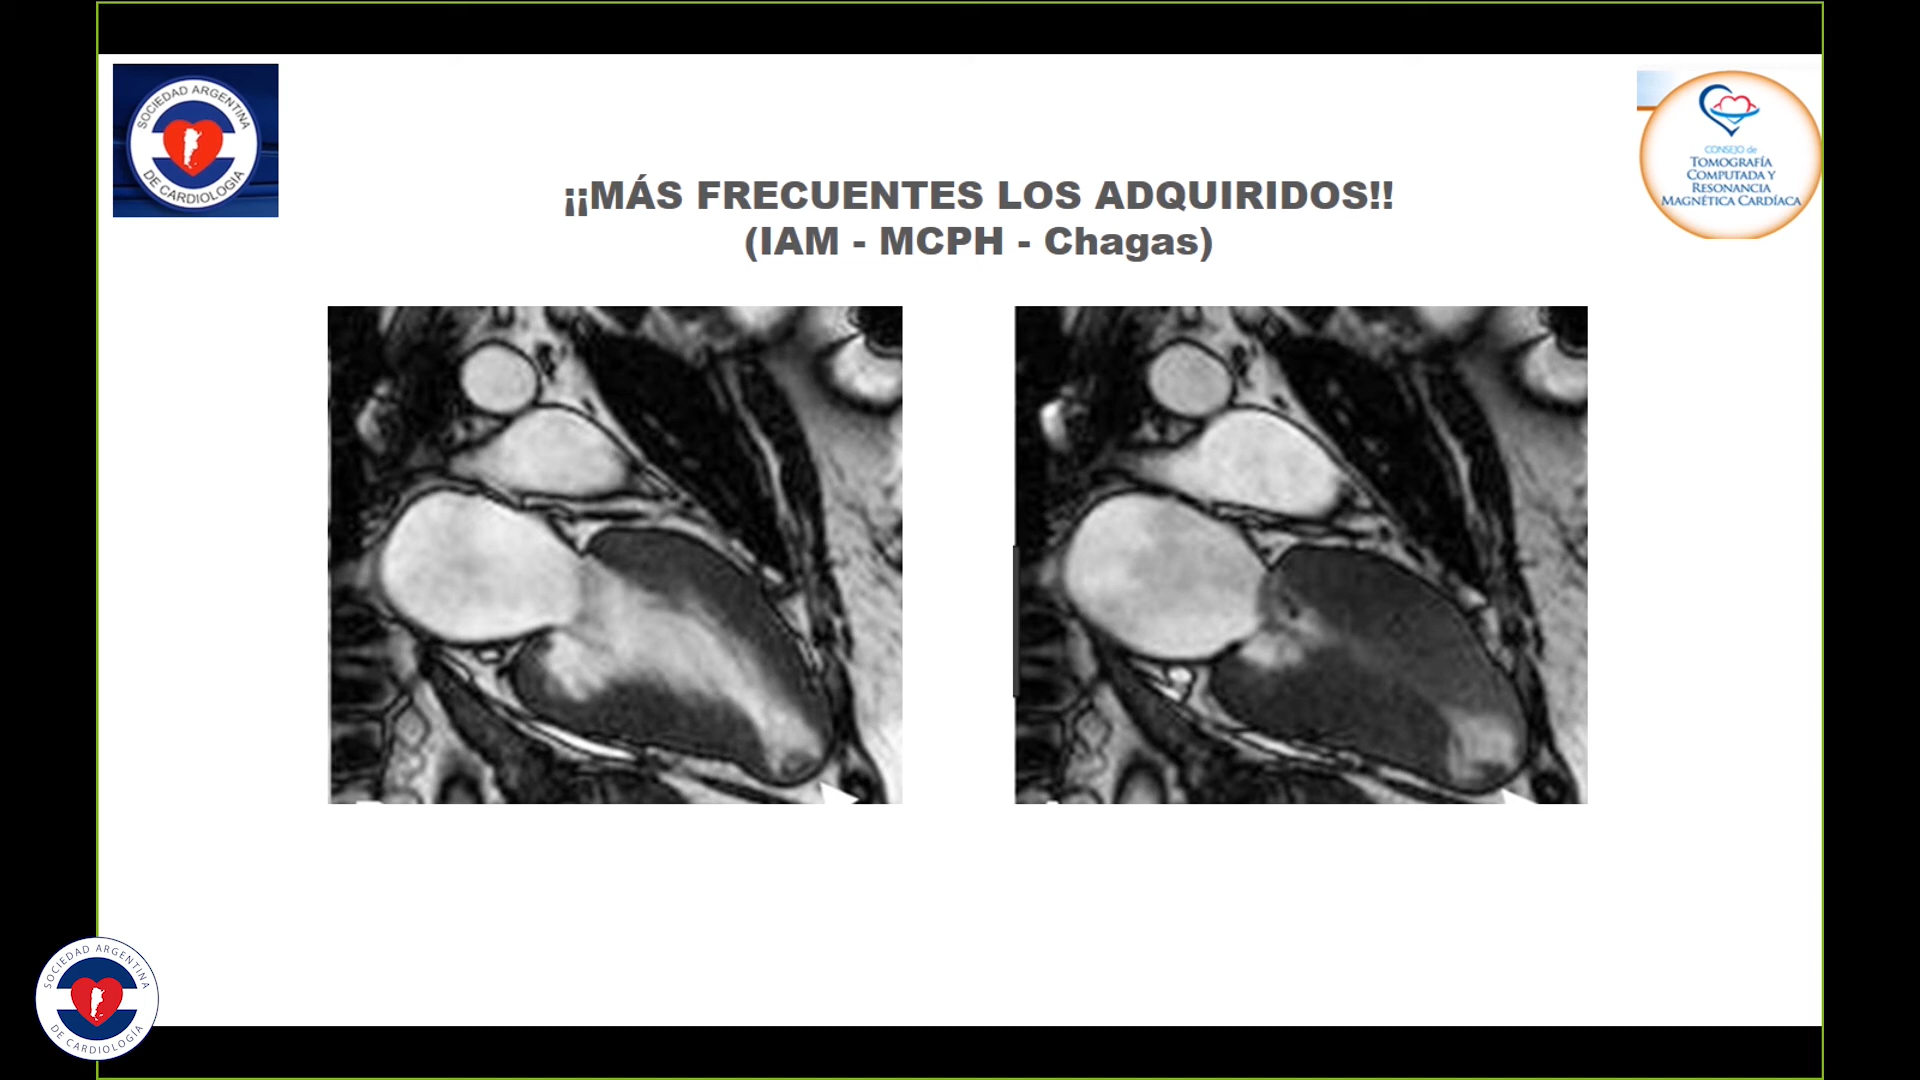 SOCIEDAD ARGENTINA
DE CARDIOLOGÍA
CONSEJO de
TOMOGRAFÍA
COMPUTADA Y
RESONANCIA
MAGNÉTICA CARDÍACA
¡¡MÁS FRECUENTES LOS ADQUIRIDOS!!
(IAM - MCPH - Chagas)
SOCIEDAD ARGENTINA
DE CARDIOLOGÍA